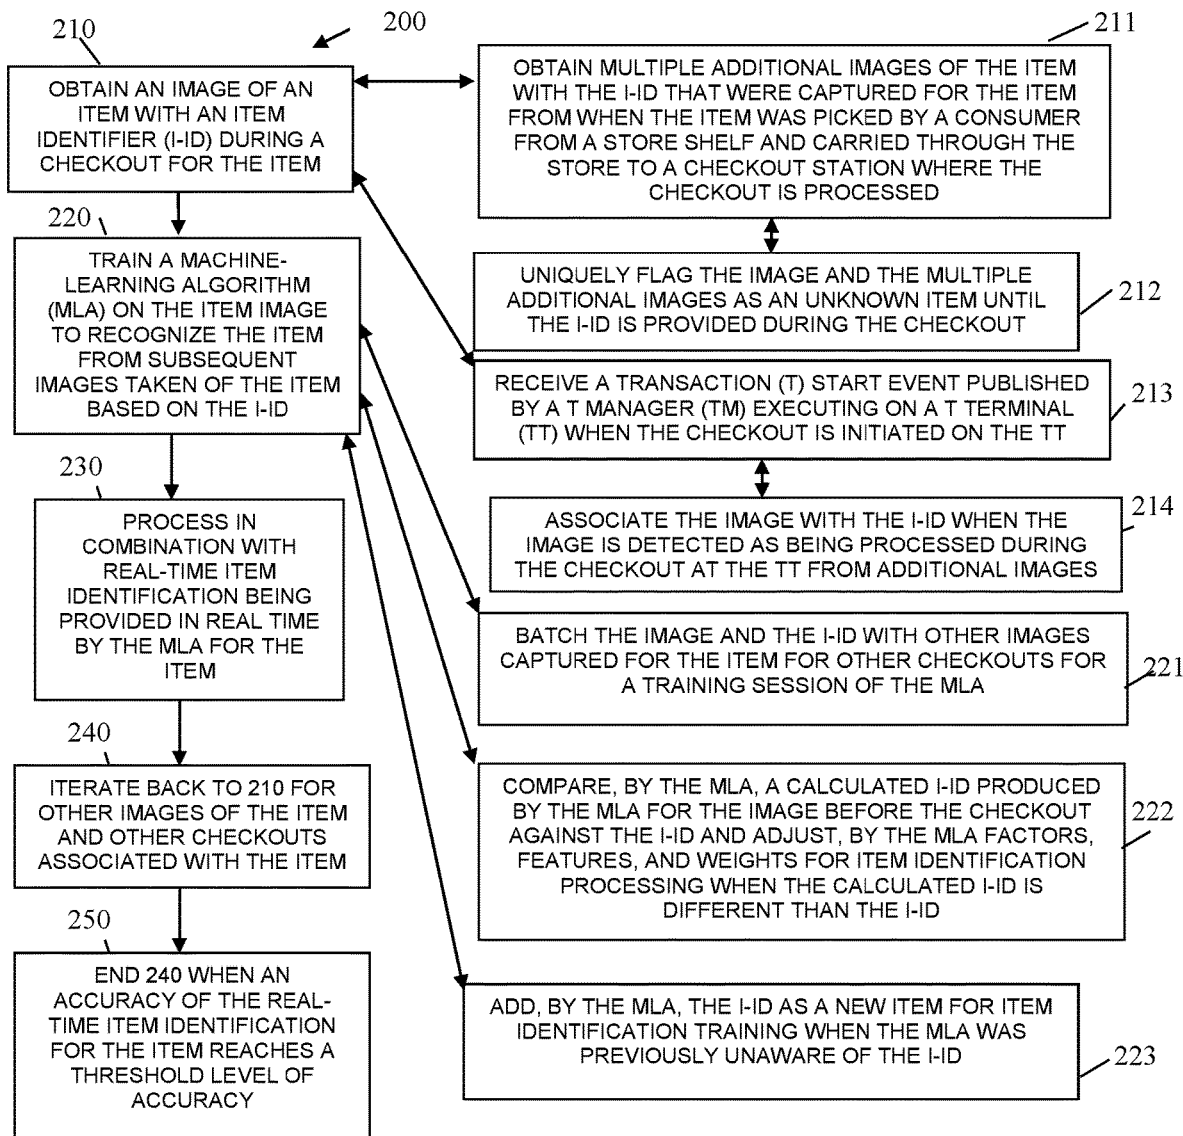 200
210
OBTAIN AN IMAGE OF AN
ITEM WITH AN ITEM
IDENTIFIER (I-ID) DURING A
CHECKOUT FOR THE ITEM
211
OBTAIN MULTIPLE ADDITIONAL IMAGES OF THE ITEM
WITH THE I-ID THAT WERE CAPTURED FOR THE ITEM
FROM WHEN THE ITEM WAS PICKED BY A CONSUMER
FROM A STORE SHELF AND CARRIED THROUGH THE
STORE TO A CHECKOUT STATION WHERE THE
CHECKOUT IS PROCESSED
212
UNIQUELY FLAG THE IMAGE AND THE MULTIPLE
ADDITIONAL IMAGES AS AN UNKNOWN ITEM UNTIL
THE I-ID IS PROVIDED DURING THE CHECKOUT
213
RECEIVE A TRANSACTION (T) START EVENT PUBLISHED
BY A T MANAGER (TM) EXECUTING ON A T TERMINAL
(TT) WHEN THE CHECKOUT IS INITIATED ON THE TT
214
ASSOCIATE THE IMAGE WITH THE I-ID WHEN THE
IMAGE IS DETECTED AS BEING PROCESSED DURING
THE CHECKOUT AT THE TT FROM ADDITIONAL IMAGES
220
TRAIN A MACHINE-
LEARNING ALGORITHM
(MLA) ON THE ITEM IMAGE
TO RECOGNIZE THE ITEM
FROM SUBSEQUENT
IMAGES TAKEN OF THE ITEM
BASED ON THE I-ID
221
BATCH THE IMAGE AND THE I-ID WITH OTHER IMAGES
CAPTURED FOR THE ITEM FOR OTHER CHECKOUTS FOR
A TRAINING SESSION OF THE MLA
222
COMPARE, BY THE MLA, A CALCULATED I-ID PRODUCED
BY THE MLA FOR THE IMAGE BEFORE THE CHECKOUT
AGAINST THE I-ID AND ADJUST, BY THE MLA FACTORS,
FEATURES, AND WEIGHTS FOR ITEM IDENTIFICATION
PROCESSING WHEN THE CALCULATED I-ID IS
DIFFERENT THAN THE I-ID
223
ADD, BY THE MLA, THE I-ID AS A NEW ITEM FOR ITEM
IDENTIFICATION TRAINING WHEN THE MLA WAS
PREVIOUSLY UNAWARE OF THE I-ID
230
PROCESS IN
COMBINATION WITH
REAL-TIME ITEM
IDENTIFICATION BEING
PROVIDED IN REAL TIME
BY THE MLA FOR THE
ITEM
240
ITERATE BACK TO 210 FOR
OTHER IMAGES OF THE ITEM
AND OTHER CHECKOUTS
ASSOCIATED WITH THE ITEM
250
END 240 WHEN AN
ACCURACY OF THE REAL-
TIME ITEM IDENTIFICATION
FOR THE ITEM REACHES A
THRESHOLD LEVEL OF
ACCURACY